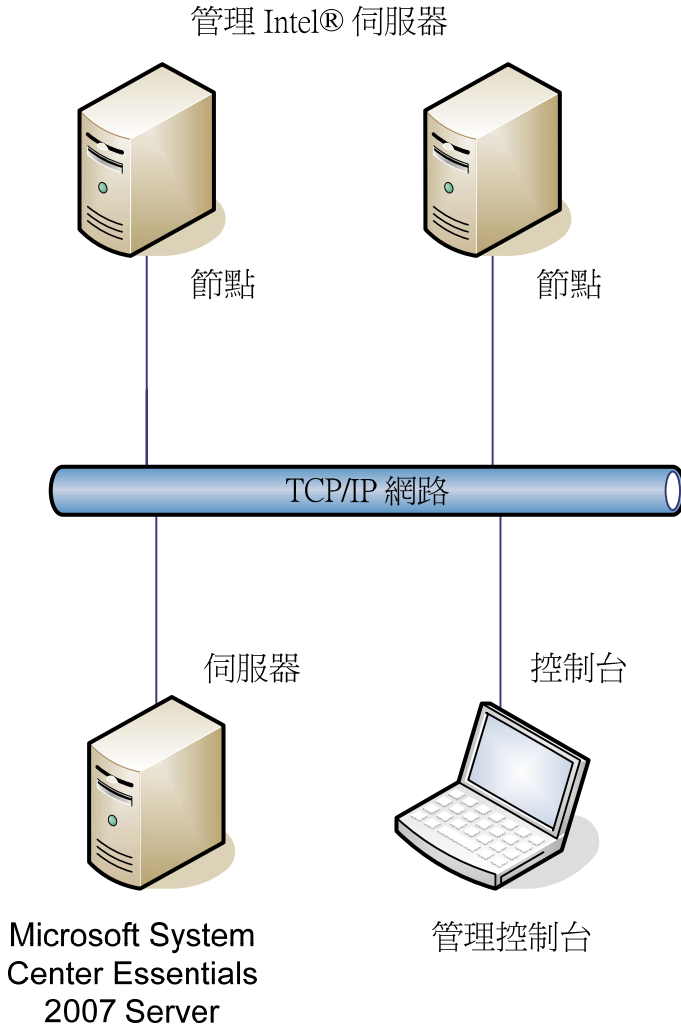 管理 Intel® 伺服器
節點
節點
TCP/IP 網路
伺服器
控制台
Microsoft System
Center Essentials
2007 Server
管理控制台